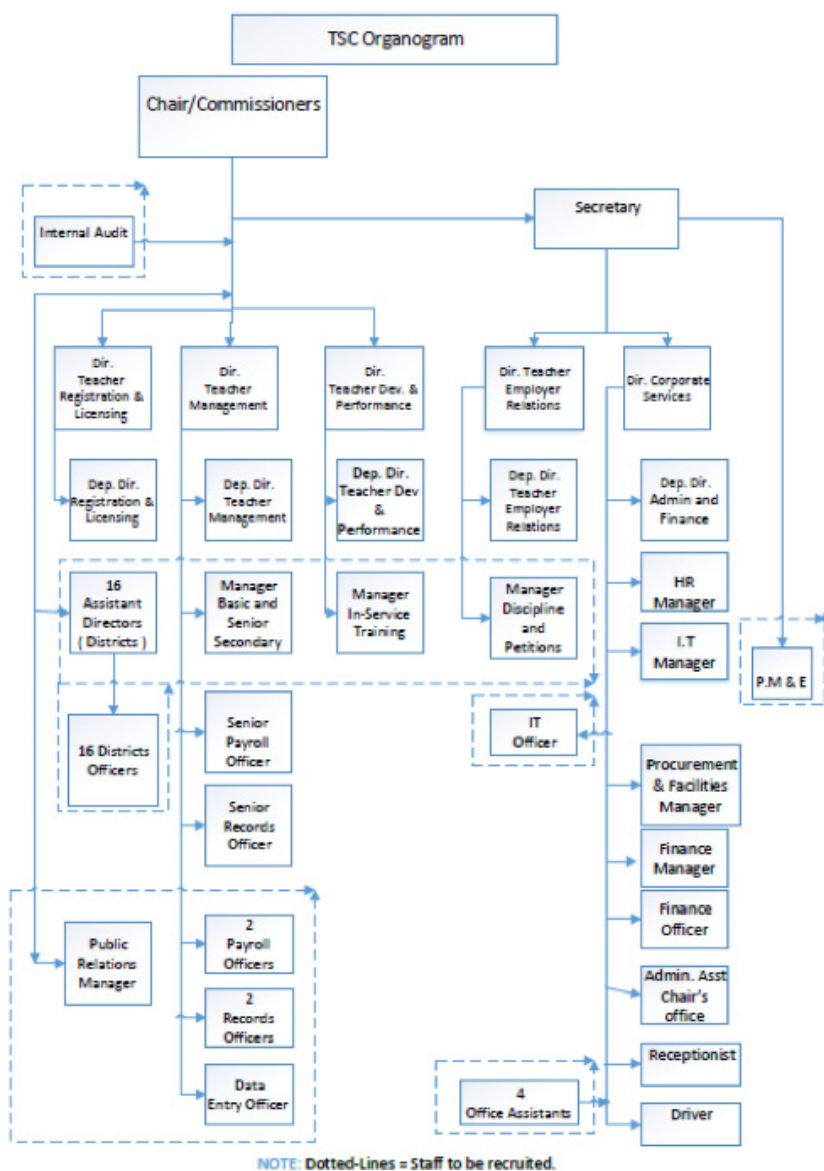 TSC Organogram
Chair/Commissioners
Internal Audit
Secretary
Dir.
Teacher
Registration &
Licensing
Dir.
Teacher
Management
Dir.
Teacher Dev. &
Performance
Dir. Teacher
Employer
Relations
Dir. Corporate
Services
Dep. Dir.
Registration &
Licensing
Dep. Dir.
Teacher
Management
Dep. Dir.
Teacher Dev
&
Performance
Dep. Dir.
Teacher
Employer
Relations
Dep. Dir.
Admin and
Finance
16
Assistant
Directors
( Districts )
Manager
Basic and
Senior
Secondary
Manager
In-Service
Training
Manager
Discipline
and
Petitions
HR
Manager
I.T
Manager
P.M & E
16 Districts
Officers
Senior
Payroll
Officer
IT
Officer
Procurement
& Facilities
Manager
Senior
Records
Officer
Finance
Manager
Public
Relations
Manager
2
Payroll
Officers
Finance
Officer
2
Records
Officers
Admin. Asst
Chair's
office
Receptionist
Data
Entry Officer
4
Office Assistants
Driver
NOTE: Dotted-Lines = Staff to be recruited.